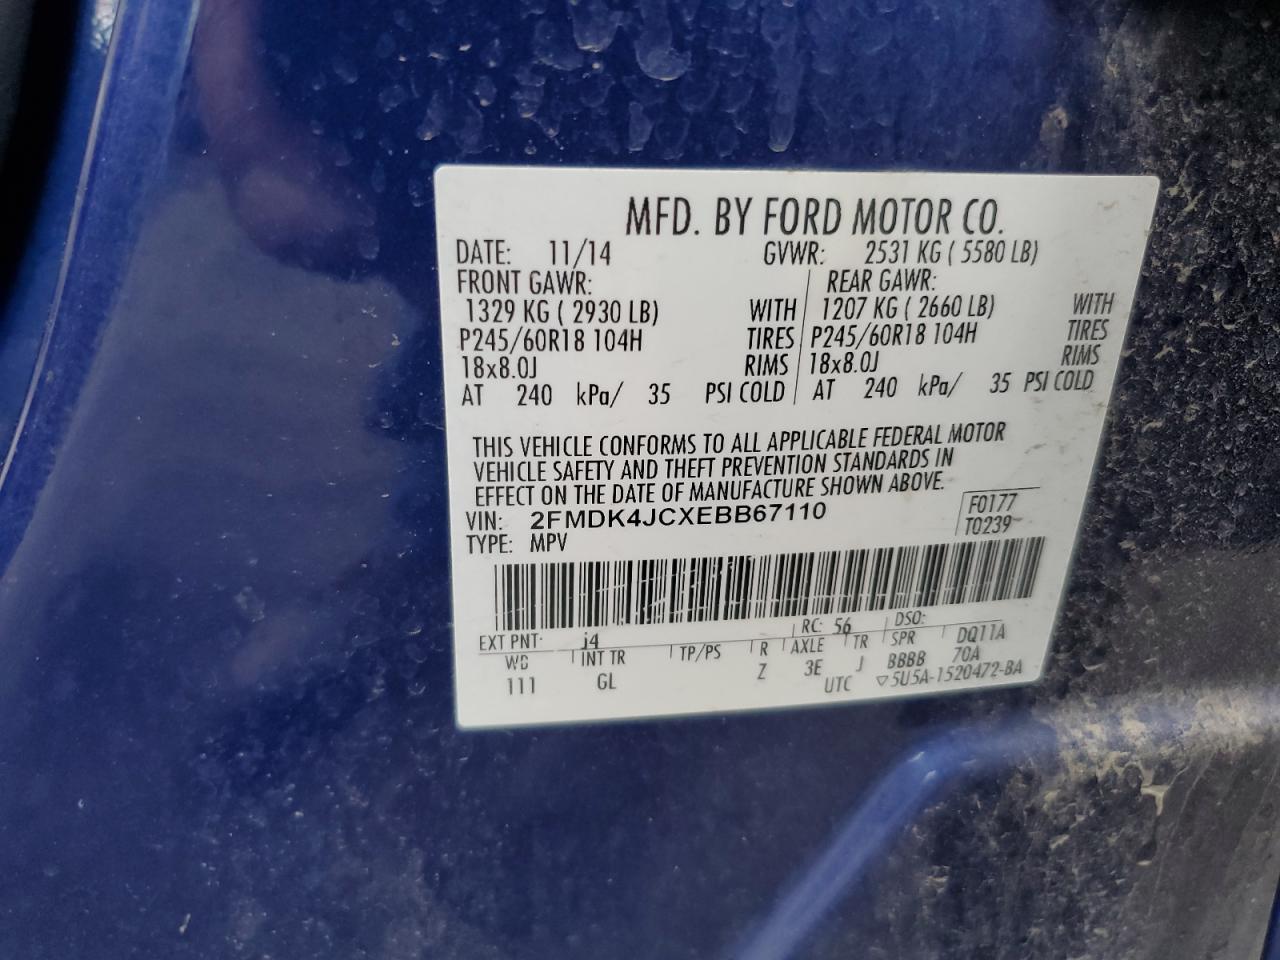 MFD. BY FORD MOTOR CO.
DATE: 11/14 GVWR: 2531 KG ( 5580 LB)
FRONT GAWR: REAR GAWR:
1329 KG ( 2930 LB) WITH 1207 KG ( 2660 LB) WITH
P245/60R18 104H TIRES P245/60R18 104H TIRES
18x8.0J RIMS 18x8.0J RIMS
AT 240 kPa/ 35 PSI COLD AT 240 kPa/ 35 PSI COLD
THIS VEHICLE CONFORMS TO ALL APPLICABLE FEDERAL MOTOR
VEHICLE SAFETY AND THEFT PREVENTION STANDARDS IN
EFFECT ON THE DATE OF MANUFACTURE SHOWN ABOVE.
VIN: 2FMDK4JCXEBB67110 F0177
TYPE: MPV T0239
EXT PNT: j4 RC: 56 DSO:
WB INT TR TP/PS R AXLE TR SPR DQ11A
111 GL Z 3E J BBBB 70A
UTC ▽5U5A-1520472-BA